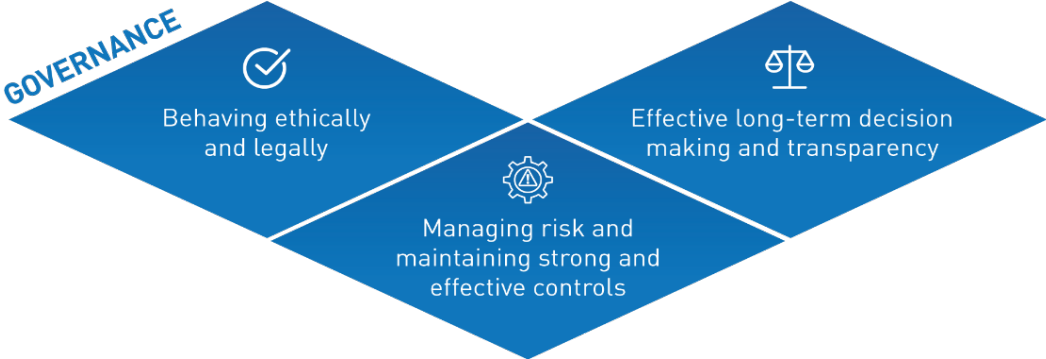 GOVERNANCE
Behaving ethically
and legally
Effective long-term decision
making and transparency
Managing risk and
maintaining strong and
effective controls